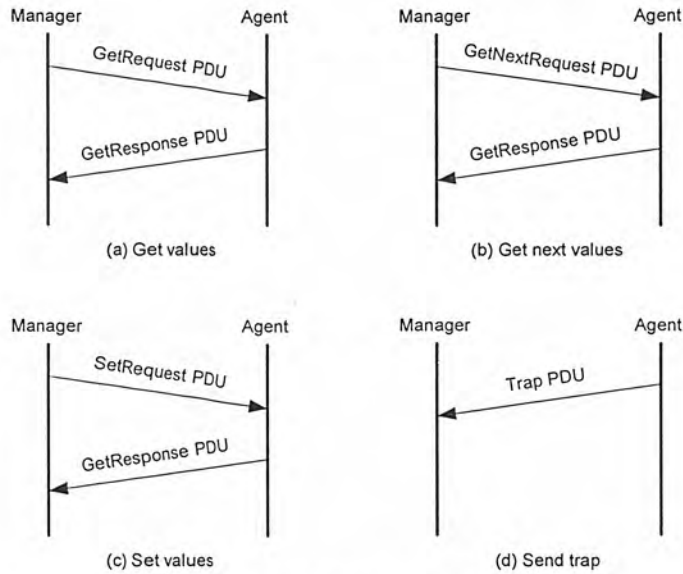 Manager Agent
GetRequest PDU
GetResponse PDU
(a) Get values
Manager Agent
GetNextRequest PDU
GetResponse PDU
(b) Get next values
Manager Agent
SetRequest PDU
GetResponse PDU
(c) Set values
Manager Agent
Trap PDU
(d) Send trap